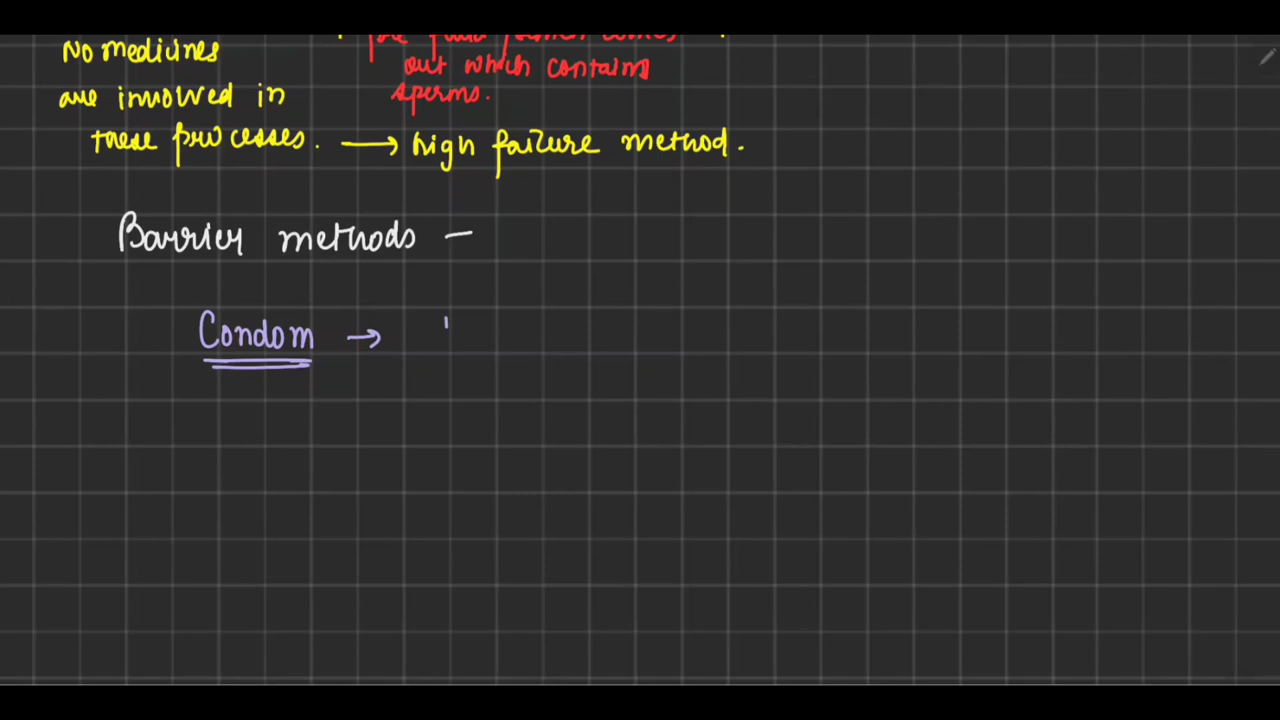 No medicines
out which contains
are involved in
sperms.
these processes. → high failure method.
Barrier methods –
Condom →